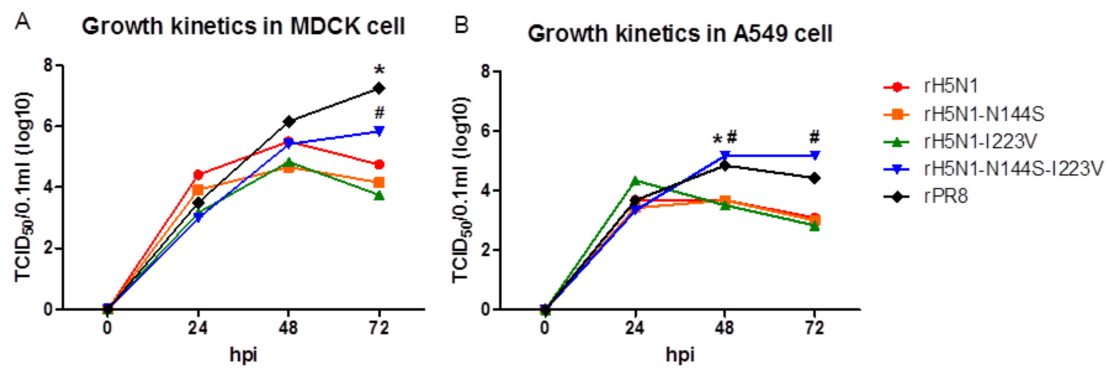 A
Growth kinetics in MDCK cell
TCID50/0.1ml (log10)
8
6
4
2
0
*
#
0 24 48 72
hpi
B
Growth kinetics in A549 cell
TCID50/0.1ml (log10)
8
6
4
2
0
*# #
0 24 48 72
hpi
rH5N1
rH5N1-N144S
rH5N1-I223V
rH5N1-N144S-I223V
rPR8